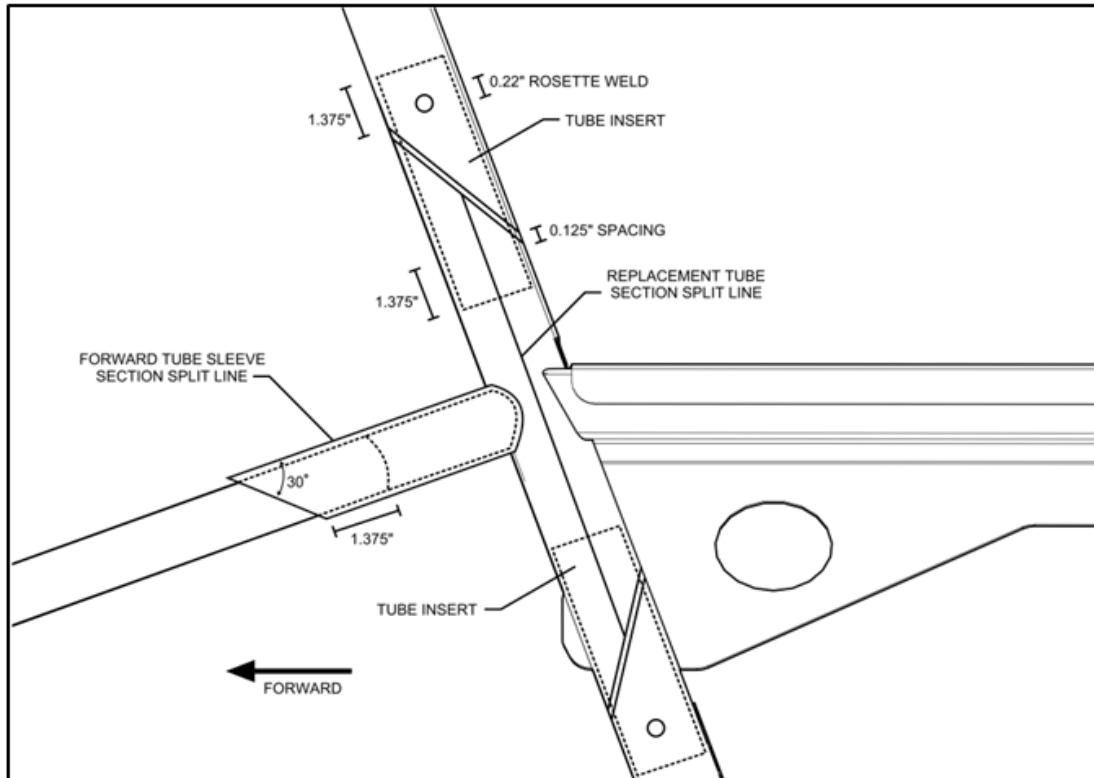 0.22" ROSETTE WELD
1.375"
TUBE INSERT
0.125" SPACING
REPLACEMENT TUBE
SECTION SPLIT LINE
1.375"
FORWARD TUBE SLEEVE
SECTION SPLIT LINE
30°
1.375"
TUBE INSERT
FORWARD